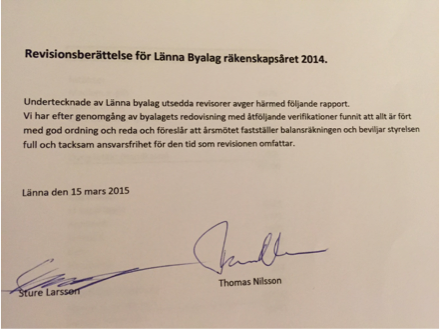 Revisionsberättelse för Länna Byalag räkenskapsåret 2014.
Undertecknade av Länna byalag utsedda revisorer avger härmed följande rapport.
Vi har efter genomgång av byalagets redovisning med åtföljande verifikationer funnit att allt är fört
med god ordning och reda och föreslår att årsmötet fastställer balansräkningen och beviljar styrelsen
full och tacksam ansvarsfrihet för den tid som revisionen omfattar.
Länna den 15 mars 2015
Sture Larsson
Thomas Nilsson